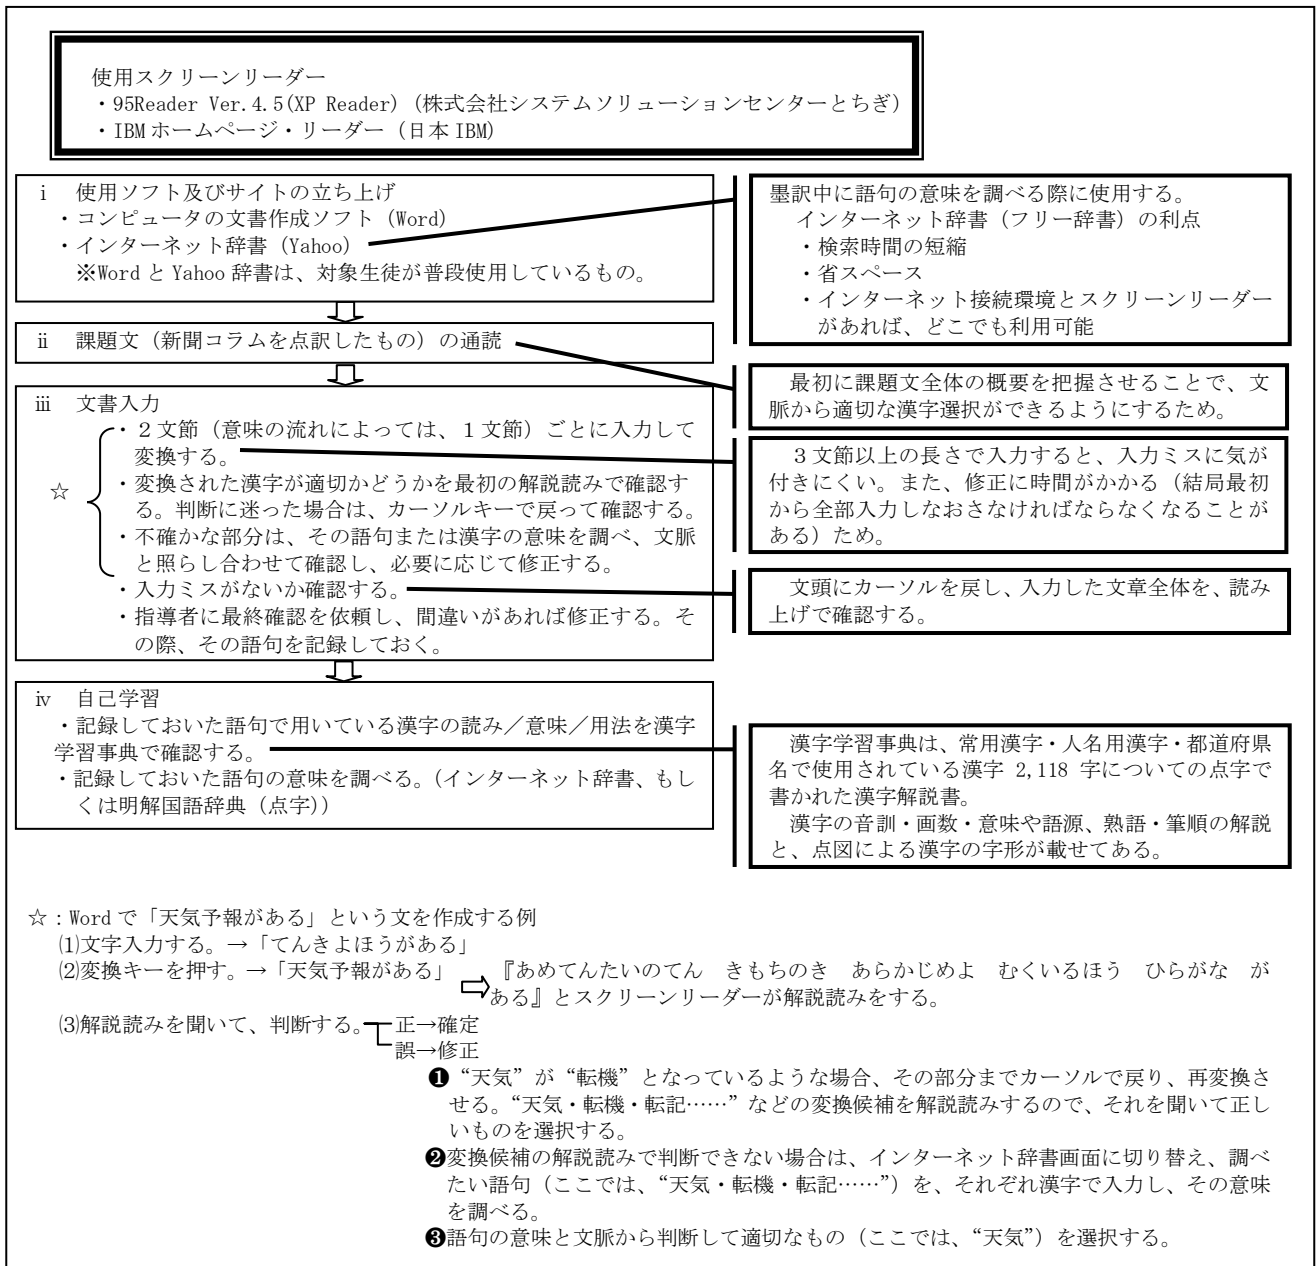 使用スクリーンリーダー
・95Reader Ver.4.5(XP Reader)（株式会社システムソリューションセンターとちぎ）
・IBM ホームページ・リーダー（日本 IBM）
ⅰ　使用ソフト及びサイトの立ち上げ
・コンピュータの文書作成ソフト（Word）
・インターネット辞書（Yahoo）
※Word と Yahoo 辞書は、対象生徒が普段使用しているもの。
墨訳中に語句の意味を調べる際に使用する。
インターネット辞書（フリー辞書）の利点
・検索時間の短縮
・省スペース
・インターネット接続環境とスクリーンリーダー
があれば、どこでも利用可能
ⅱ　課題文（新聞コラムを点訳したもの）の通読
最初に課題文全体の概要を把握させることで、文
脈から適切な漢字選択ができるようにするため。
ⅲ　文書入力
・２文節（意味の流れによっては、１文節）ごとに入力して
変換する。
☆
・変換された漢字が適切かどうかを最初の解説読みで確認す
る。判断に迷った場合は、カーソルキーで戻って確認する。
・不確かな部分は、その語句または漢字の意味を調べ、文脈
と照らし合わせて確認し、必要に応じて修正する。
・入力ミスがないか確認する。
・指導者に最終確認を依頼し、間違いがあれば修正する。そ
の際、その語句を記録しておく。
３文節以上の長さで入力すると、入力ミスに気が
付きにくい。また、修正に時間がかかる（結局最初
から全部入力しなおさなければならなくなることが
ある）ため。
文頭にカーソルを戻し、入力した文章全体を、読み
上げで確認する。
ⅳ　自己学習
・記録しておいた語句で用いている漢字の読み／意味／用法を漢字
学習事典で確認する。
・記録しておいた語句の意味を調べる。（インターネット辞書、もし
くは明解国語辞典（点字））
漢字学習事典は、常用漢字・人名用漢字・都道府県
名で使用されている漢字 2,118 字についての点字で
書かれた漢字解説書。
漢字の音訓・画数・意味や語源、熟語・筆順の解説
と、点図による漢字の字形が載せてある。
☆：Word で「天気予報がある」という文を作成する例
⑴文字入力する。→「てんきよほうがある」
⑵変換キーを押す。→「天気予報がある」 ⇨ 『あめてんたいのてん　きもちのき　あらかじめよ　むくいるほう　ひらがな　が
ある』とスクリーンリーダーが解説読みをする。
⑶解説読みを聞いて、判断する。 正→確定
誤→修正
❶“天気”が“転機”となっているような場合、その部分までカーソルで戻り、再変換さ
せる。“天気・転機・転記……”などの変換候補を解説読みするので、それを聞いて正し
いものを選択する。
❷変換候補の解説読みで判断できない場合は、インターネット辞書画面に切り替え、調べ
たい語句（ここでは、“天気・転機・転記……”）を、それぞれ漢字で入力し、その意味
を調べる。
❸語句の意味と文脈から判断して適切なもの（ここでは、“天気”）を選択する。